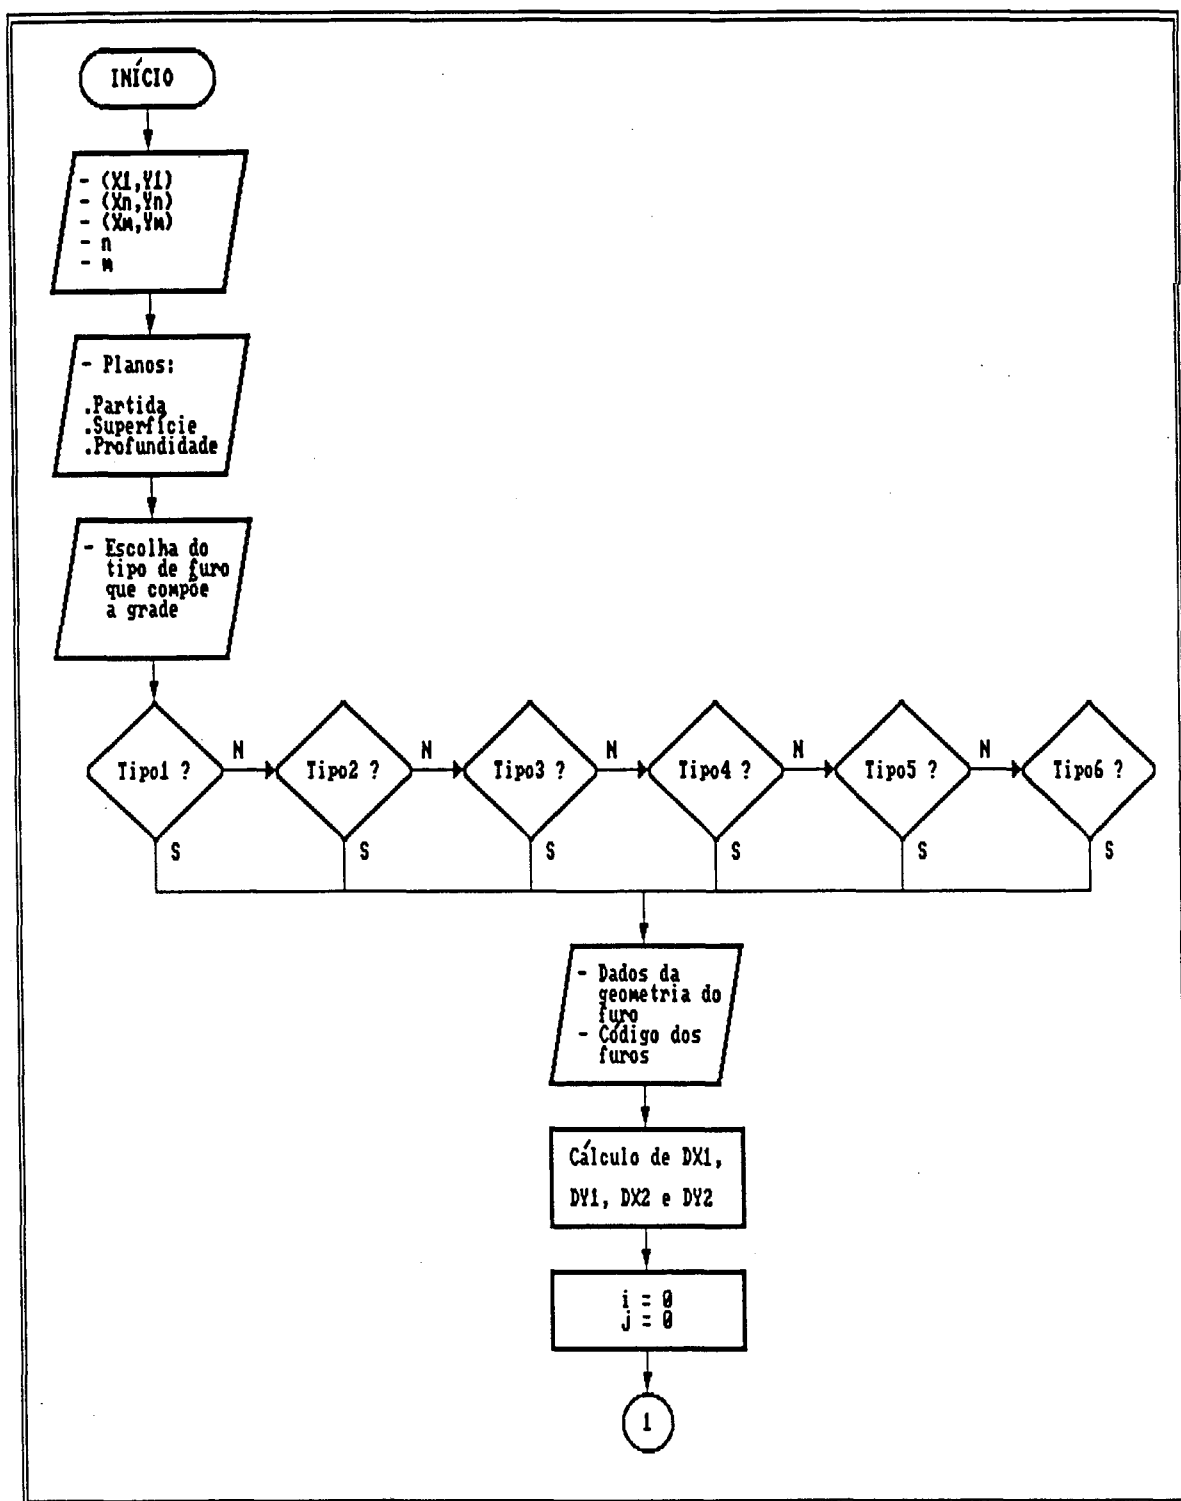 INÍCIO
- (X1,Y1)
- (Xn,Yn)
- (Xm,Ym)
- n
- m
- Planos:
.Partida
.Superfície
.Profundidade
- Escolha do
tipo de furo
que compõe
a grade
Tipo1 ?
N
Tipo2 ?
N
Tipo3 ?
N
Tipo4 ?
N
Tipo5 ?
N
Tipo6 ?
S
S
S
S
S
S
- Dados da
geometria do
furo
- Código dos
furos
Cálculo de DX1,
DY1, DX2 e DY2
i = 0
j = 0
1